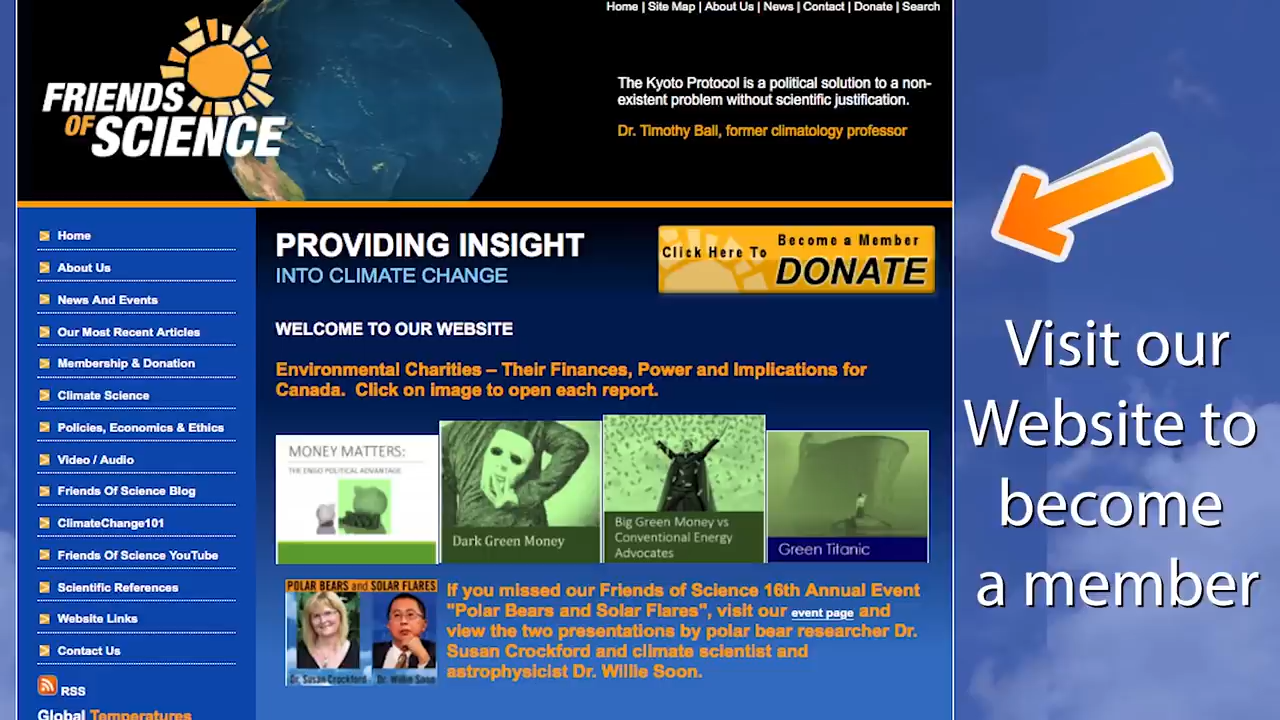 Home | Site Map | About Us | News | Contact | Donate | Search
FRIENDS
OF SCIENCE
The Kyoto Protocol is a political solution to a non-
existent problem without scientific justification.
Dr. Timothy Ball, former climatology professor
Home
About Us
News And Events
Our Most Recent Articles
Membership & Donation
Climate Science
Policies, Economics & Ethics
Video / Audio
Friends Of Science Blog
ClimateChange101
Friends Of Science YouTube
Scientific References
Website Links
Contact Us
RSS
Global Temperatures
PROVIDING INSIGHT
INTO CLIMATE CHANGE
Click Here To
Become a Member
DONATE
WELCOME TO OUR WEBSITE
Environmental Charities – Their Finances, Power and Implications for
Canada. Click on image to open each report.
MONEY MATTERS:
THE ENGO POLITICAL ADVANTAGE
Dark Green Money
Big Green Money vs
Conventional Energy
Advocates
Green Titanic
POLAR BEARS and SOLAR FLARES
Dr. Susan Crockford - Dr. Willie Soon
If you missed our Friends of Science 16th Annual Event
"Polar Bears and Solar Flares", visit our event page and
view the two presentations by polar bear researcher Dr.
Susan Crockford and climate scientist and
astrophysicist Dr. Willie Soon.
Visit our
Website to
become
a member